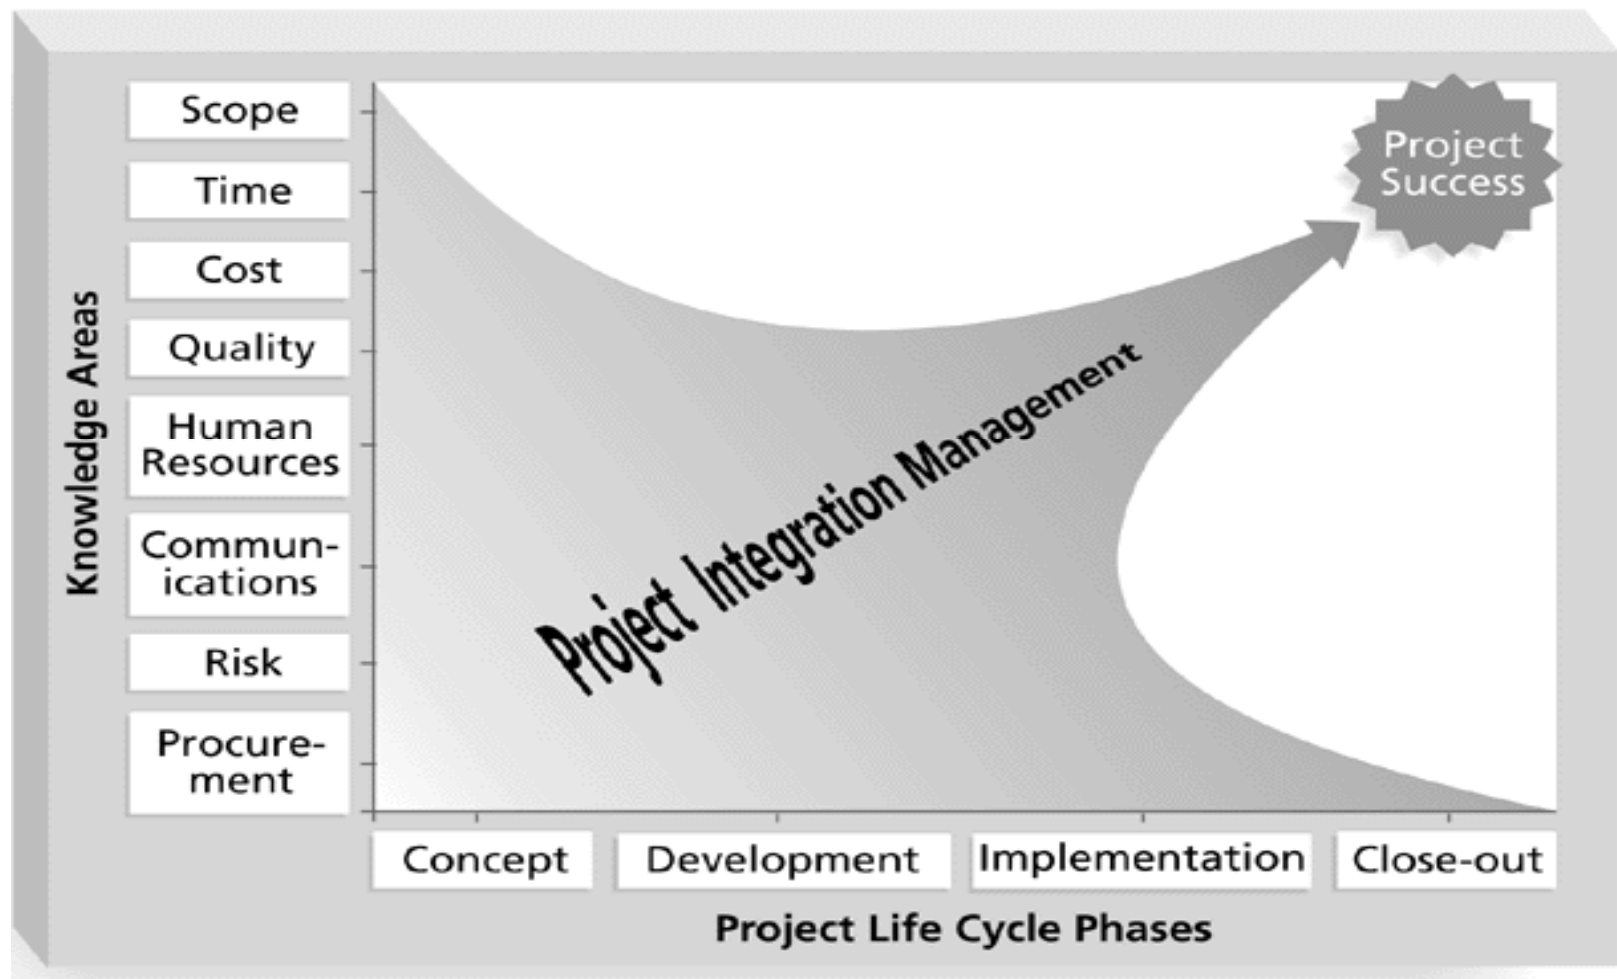 Scope
Time
Cost
Quality
Human
Resources
Commun-
ications
Risk
Procure-
ment
Knowledge Areas
Project
Success
Project Integration Management
Concept
Development
Implementation
Close-out
Project Life Cycle Phases